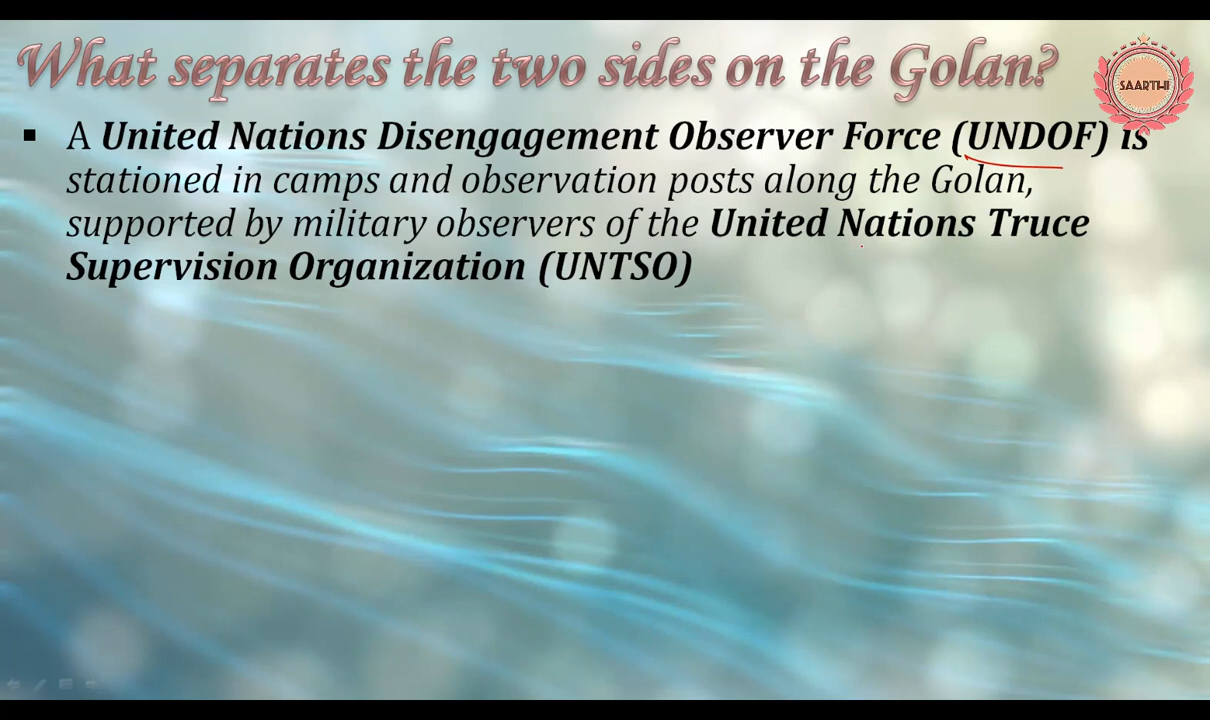 What separates the two sides on the Golan?
SAARTHI
▪ A United Nations Disengagement Observer Force (UNDOF) is
stationed in camps and observation posts along the Golan,
supported by military observers of the United Nations Truce
Supervision Organization (UNTSO)